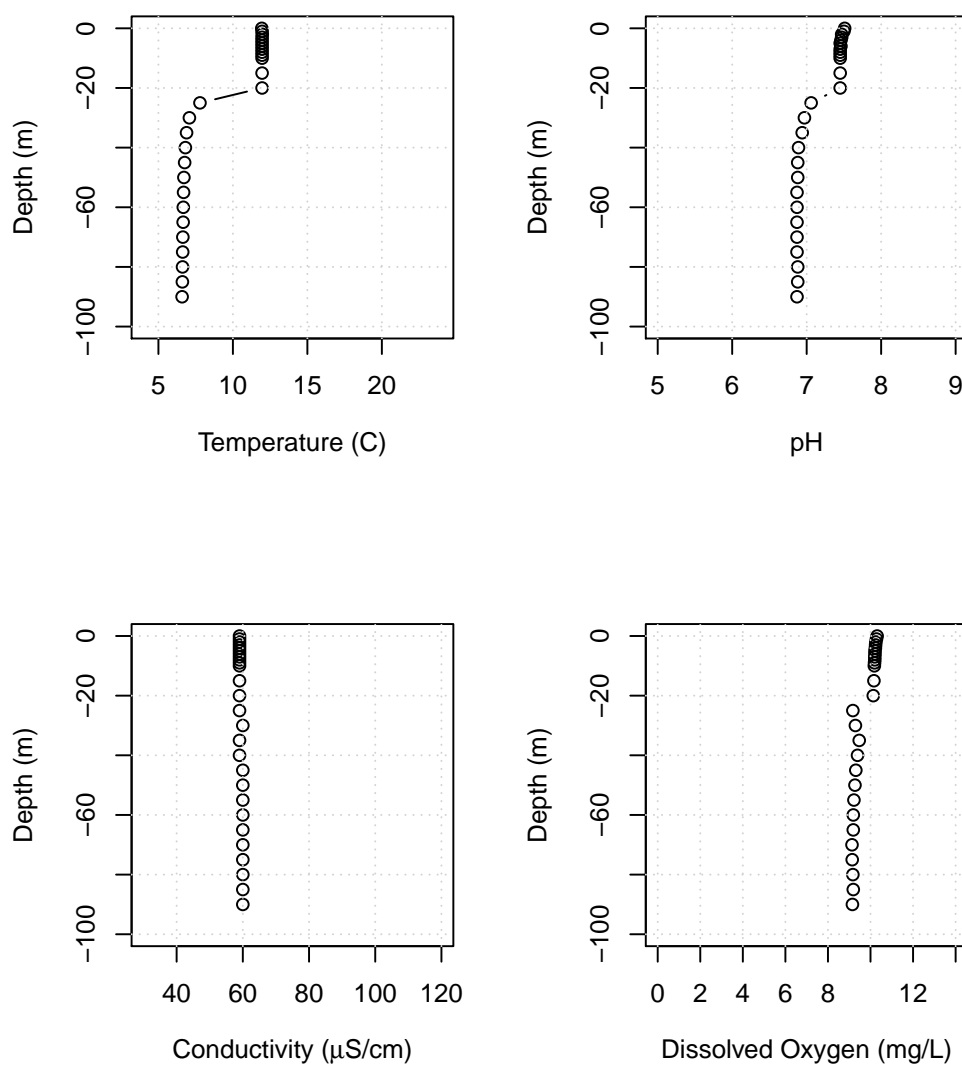 0
−20
−60
−100
Depth (m)
5 10 15 20
Temperature (C)
0
−20
−60
−100
Depth (m)
5 6 7 8 9
pH
0
−20
−60
−100
Depth (m)
40 60 80 100 120
Conductivity (μS/cm)
0
−20
−60
−100
Depth (m)
0 2 4 6 8 12
Dissolved Oxygen (mg/L)